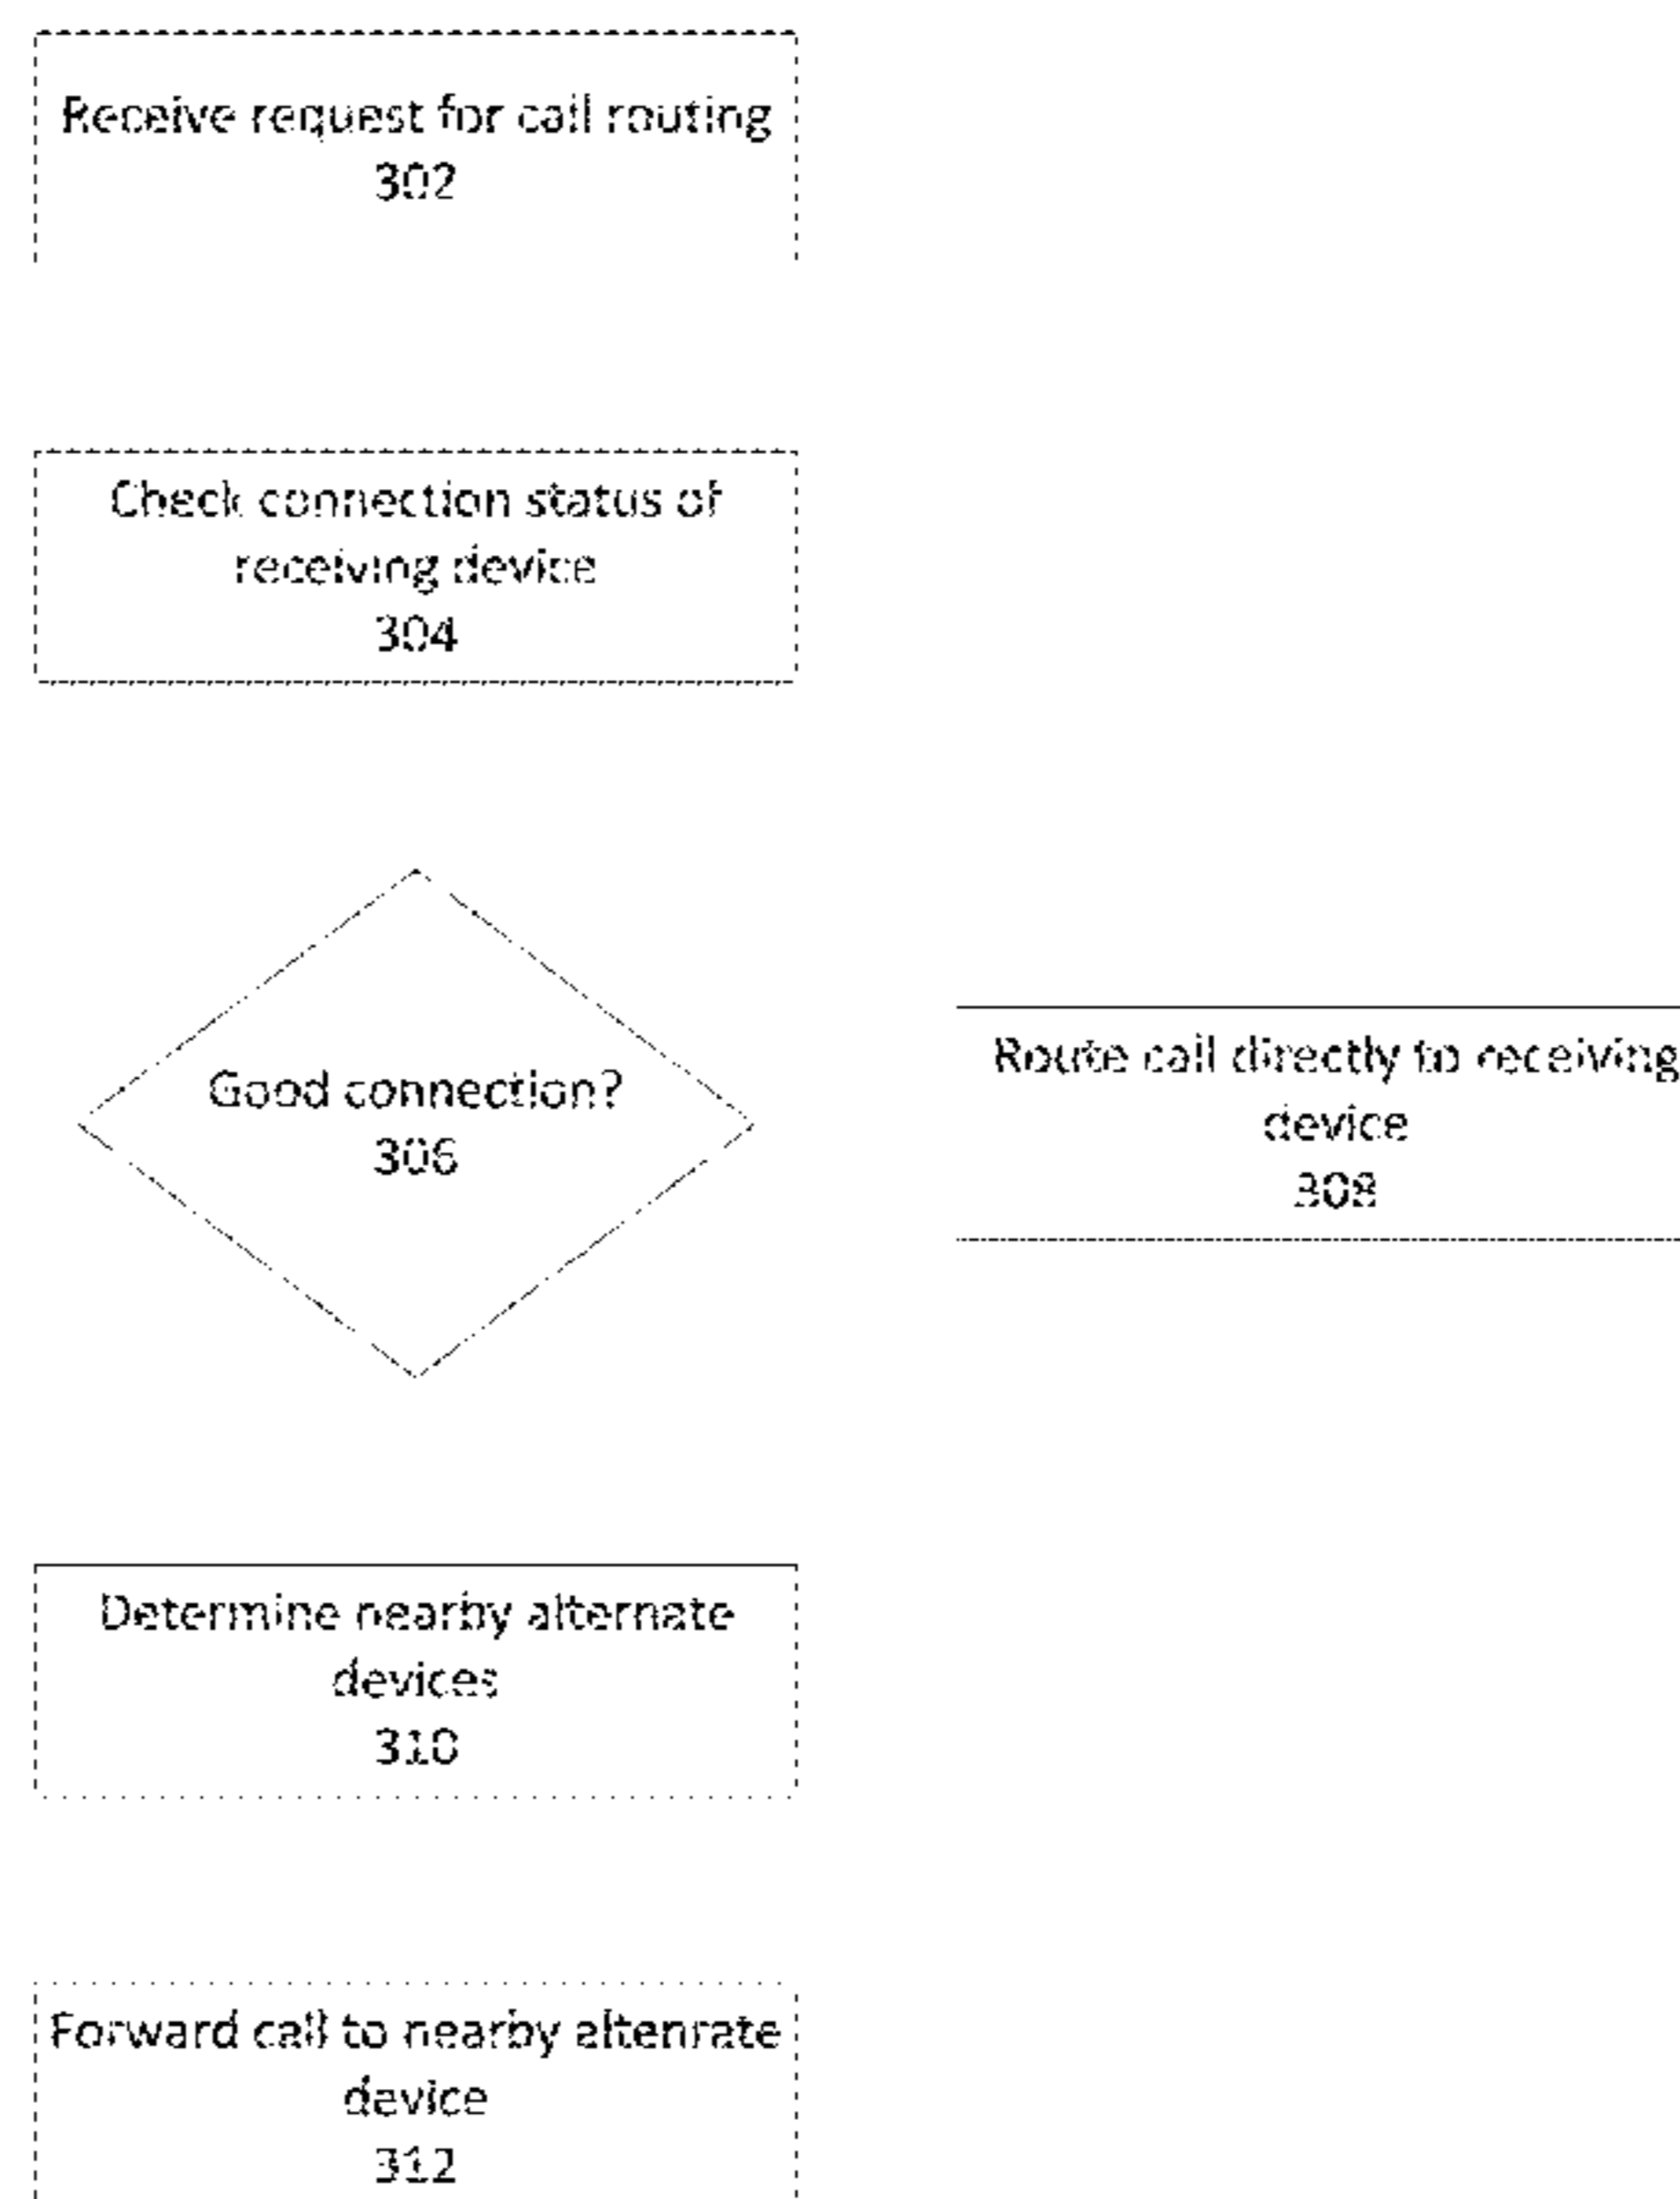 Receive request for call routing
302
Check connection status of
receiving device
304
Good connection?
306
Route call directly to receiving
device
308
Determine nearby alternate
devices
310
Forward call to nearby altenrate
device
312